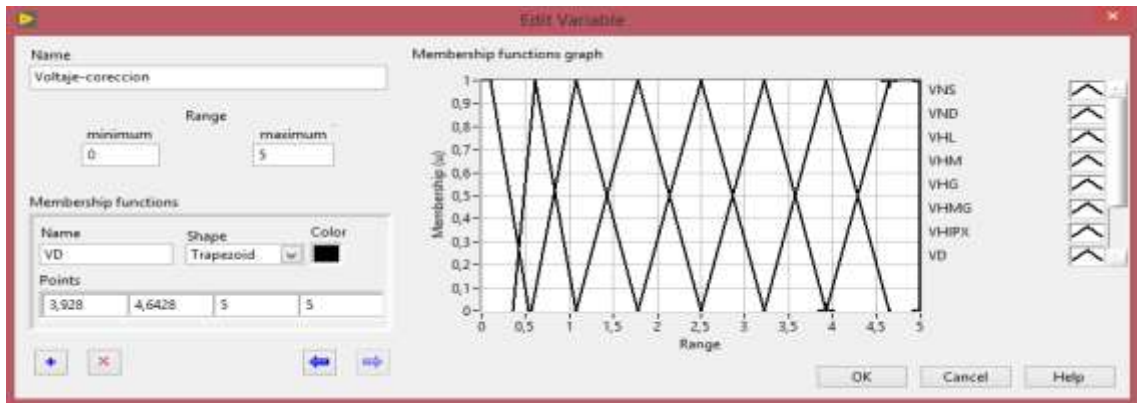 Edit Variable
Name
Voltaje-coreccion
Range
minimum maximum
0 5
Membership functions
Name Shape Color
VD Trapezoid
Points
3,928 4,6428 5 5
Membership functions graph
Membership (u)
1
0,9
0,8
0,7
0,6
0,5
0,4
0,3
0,2
0,1
0
0 0,5 1 1,5 2 2,5 3 3,5 4 4,5 5
Range
VNS
VND
VHL
VHM
VHG
VHMG
VHIPX
VD
OK Cancel Help